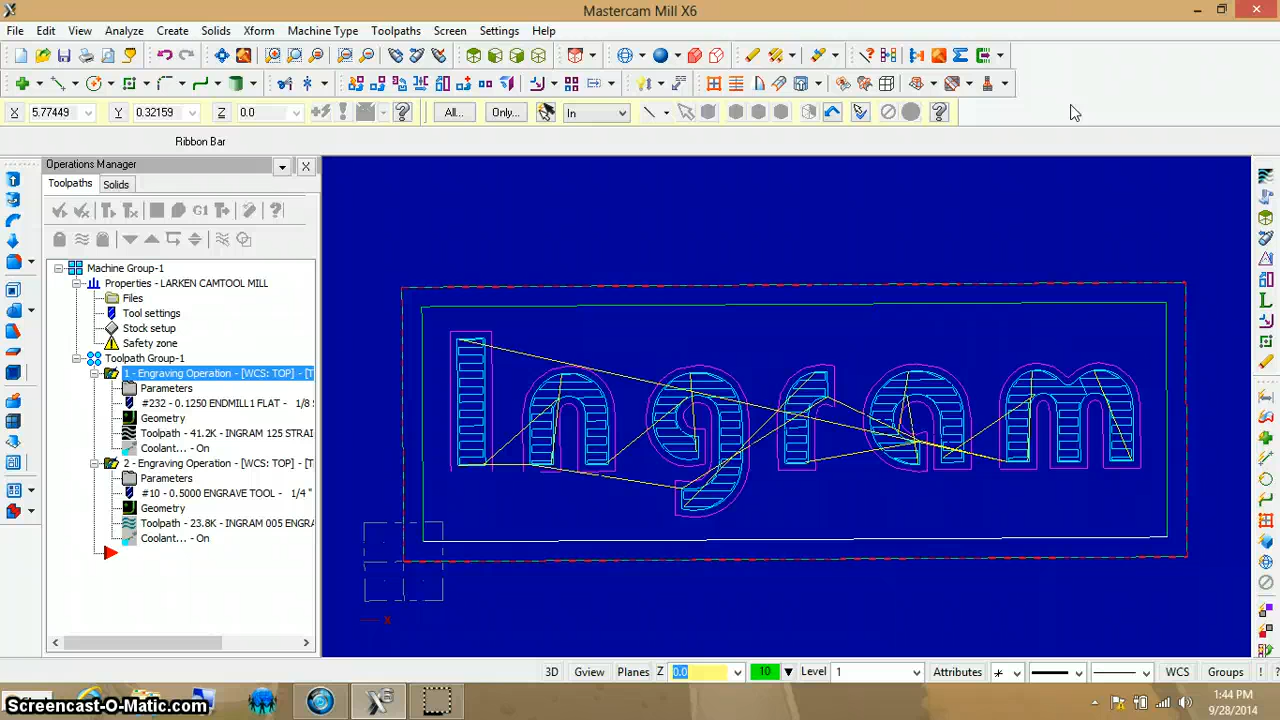 Mastercam Mill X6
File Edit View Analyze Create Solids Xform Machine Type Toolpaths Screen Settings Help
X 5.77449 Y 0.32159 Z 0.0 All... Only... In
Ribbon Bar
Operations Manager
Toolpaths Solids
G1
Machine Group-1
Properties - LARKEN CAMTOOL MILL
Files
Tool settings
Stock setup
Safety zone
Toolpath Group-1
1 - Engraving Operation - [WCS: TOP] - [T
Parameters
#232 - 0.1250 ENDMILL1 FLAT - 1/8
Geometry
Toolpath - 41.2K - INGRAM 125 STRAI
Coolant... - On
2 - Engraving Operation - [WCS: TOP] - [T
Parameters
#10 - 0.5000 ENGRAVE TOOL - 1/4 "
Geometry
Toolpath - 23.8K - INGRAM 005 ENGRA
Coolant... - On
Ingram
X
3D Gview Planes Z 0.0 10 Level 1 Attributes WCS Groups ! ?
Screencast-O-Matic.com
1:44 PM
9/28/2014